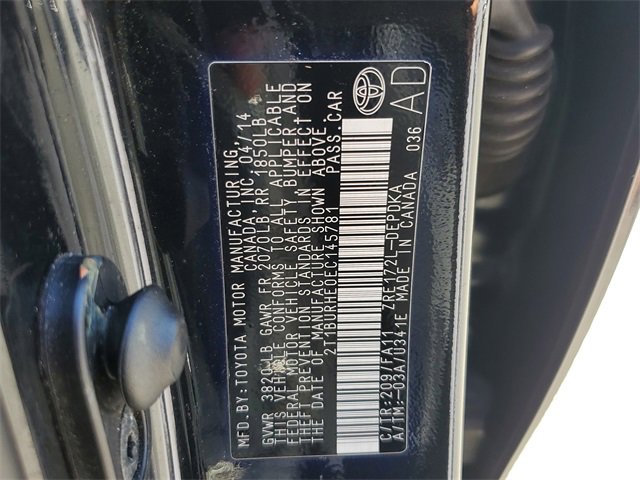 MFD.BY:TOYOTA MOTOR MANUFACTURING,
CANADA, INC. 04/14
GVWR 3820LB GAWR FR 2070LB RR 1850LB
THIS VEHICLE CONFORMS TO ALL APPLICABLE
FEDERAL MOTOR VEHICLE SAFETY, BUMPER, AND
THEFT PREVENTION STANDARDS IN EFFECT ON
THE DATE OF MANUFACTURE SHOWN ABOVE.
2T1BURHE0EC145781 PASS.CAR
C/TR:209/FA11 ZRE172L-DEPDKA
A/TM:-03A/U341E MADE IN CANADA 036
AD